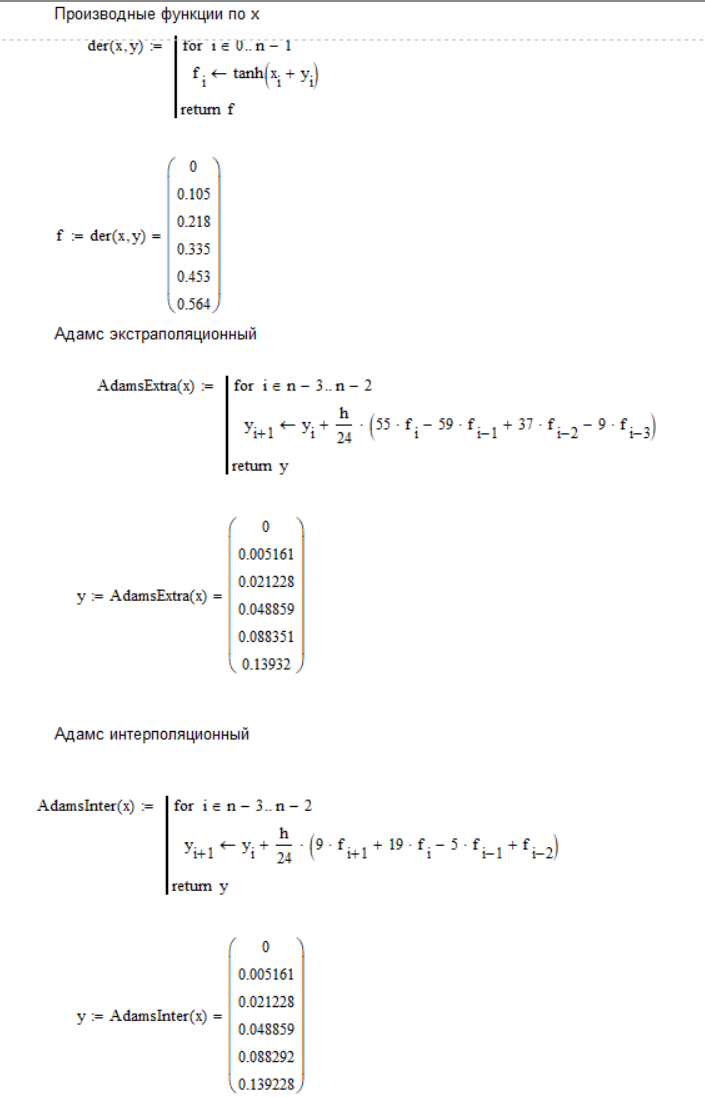 Производные функции по x
der(x,y) := for i ∈ 0..n − 1
f_i ← tanh(x_i + y_i)
return f
f := der(x,y) =
0
0.105
0.218
0.335
0.453
0.564
Адамс экстраполяционный
AdamsExtra(x) := for i ∈ n − 3..n − 2
y_{i+1} ← y_i + h/24 · (55 · f_i − 59 · f_{i−1} + 37 · f_{i−2} − 9 · f_{i−3})
return y
y := AdamsExtra(x) =
0
0.005161
0.021228
0.048859
0.088351
0.13932
Адамс интерполяционный
AdamsInter(x) := for i ∈ n − 3..n − 2
y_{i+1} ← y_i + h/24 · (9 · f_{i+1} + 19 · f_i − 5 · f_{i−1} + f_{i−2})
return y
y := AdamsInter(x) =
0
0.005161
0.021228
0.048859
0.088292
0.139228